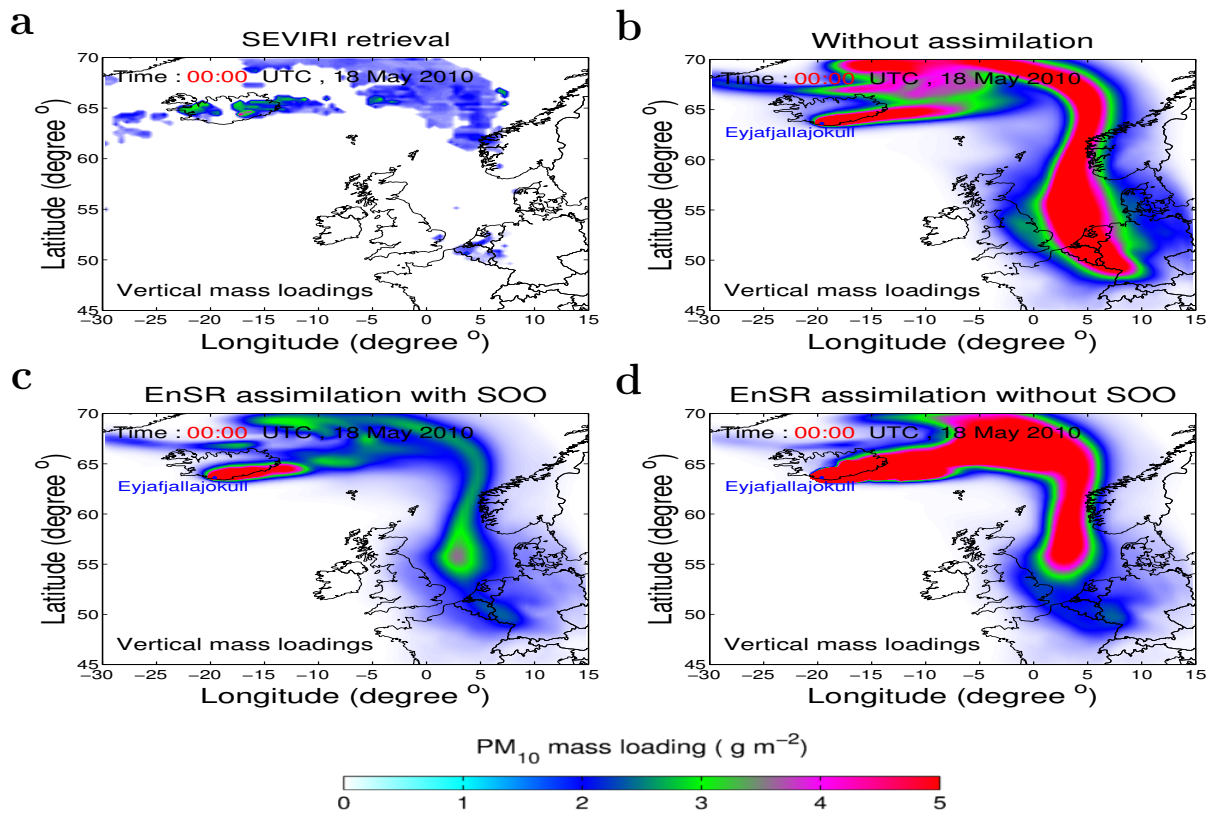 a
SEVIRI retrieval
Time : 00:00 UTC , 18 May 2010
Vertical mass loadings
Latitude (degree °)
70
65
60
55
50
45
−30 −25 −20 −15 −10 −5 0 5 10 15
Longitude (degree °)
b
Without assimilation
Time : 00:00 UTC , 18 May 2010
Eyjafjallajokull
Vertical mass loadings
Latitude (degree °)
70
65
60
55
50
45
−30 −25 −20 −15 −10 −5 0 5 10 15
Longitude (degree °)
c
EnSR assimilation with SOO
Time : 00:00 UTC , 18 May 2010
Eyjafjallajokull
Vertical mass loadings
Latitude (degree °)
70
65
60
55
50
45
−30 −25 −20 −15 −10 −5 0 5 10 15
Longitude (degree °)
d
EnSR assimilation without SOO
Time : 00:00 UTC , 18 May 2010
Eyjafjallajokull
Vertical mass loadings
Latitude (degree °)
70
65
60
55
50
45
−30 −25 −20 −15 −10 −5 0 5 10 15
Longitude (degree °)
PM₁₀ mass loading ( g m⁻²)
0 1 2 3 4 5